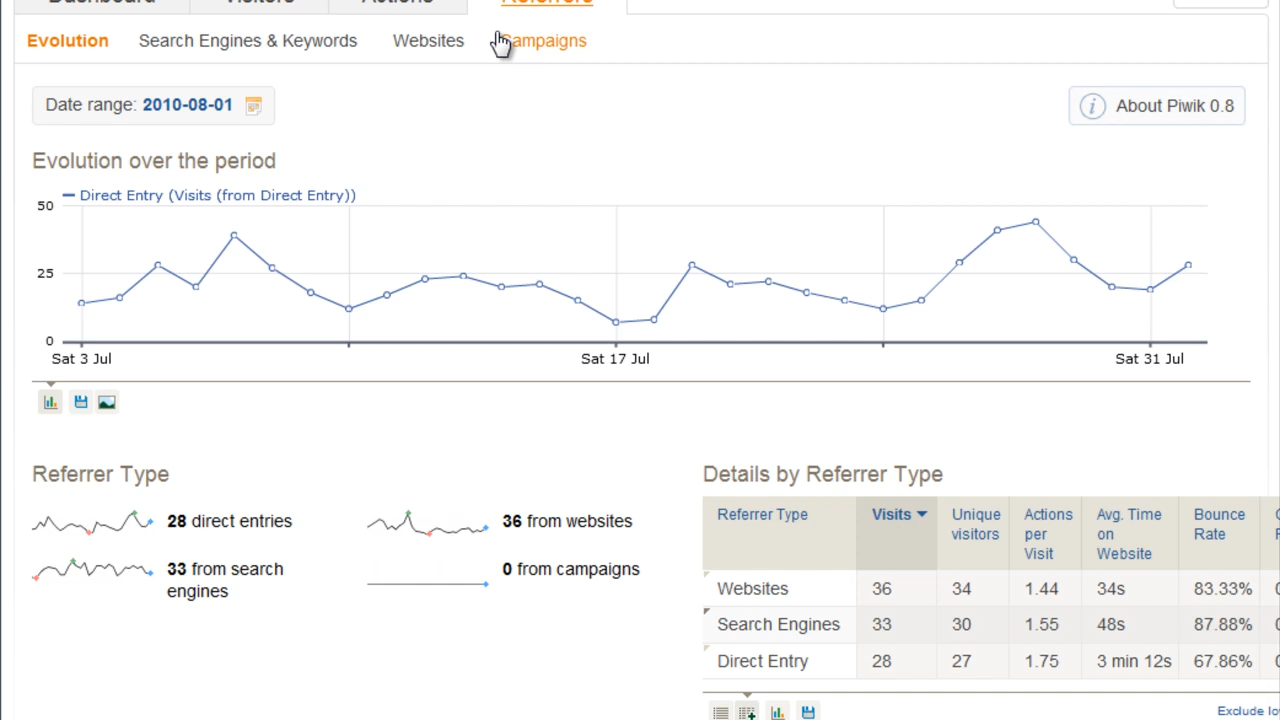 Dashboard Visitors Actions Referrers
Evolution Search Engines & Keywords Websites Campaigns
Date range: 2010-08-01
About Piwik 0.8
Evolution over the period
Direct Entry (Visits (from Direct Entry))
50
25
0
Sat 3 Jul Sat 17 Jul Sat 31 Jul
Referrer Type
28 direct entries
36 from websites
33 from search
engines
0 from campaigns
Details by Referrer Type
Referrer Type Visits Unique visitors Actions per Visit Avg. Time on Website Bounce Rate
Websites 36 34 1.44 34s 83.33%
Search Engines 33 30 1.55 48s 87.88%
Direct Entry 28 27 1.75 3 min 12s 67.86%
Exclude